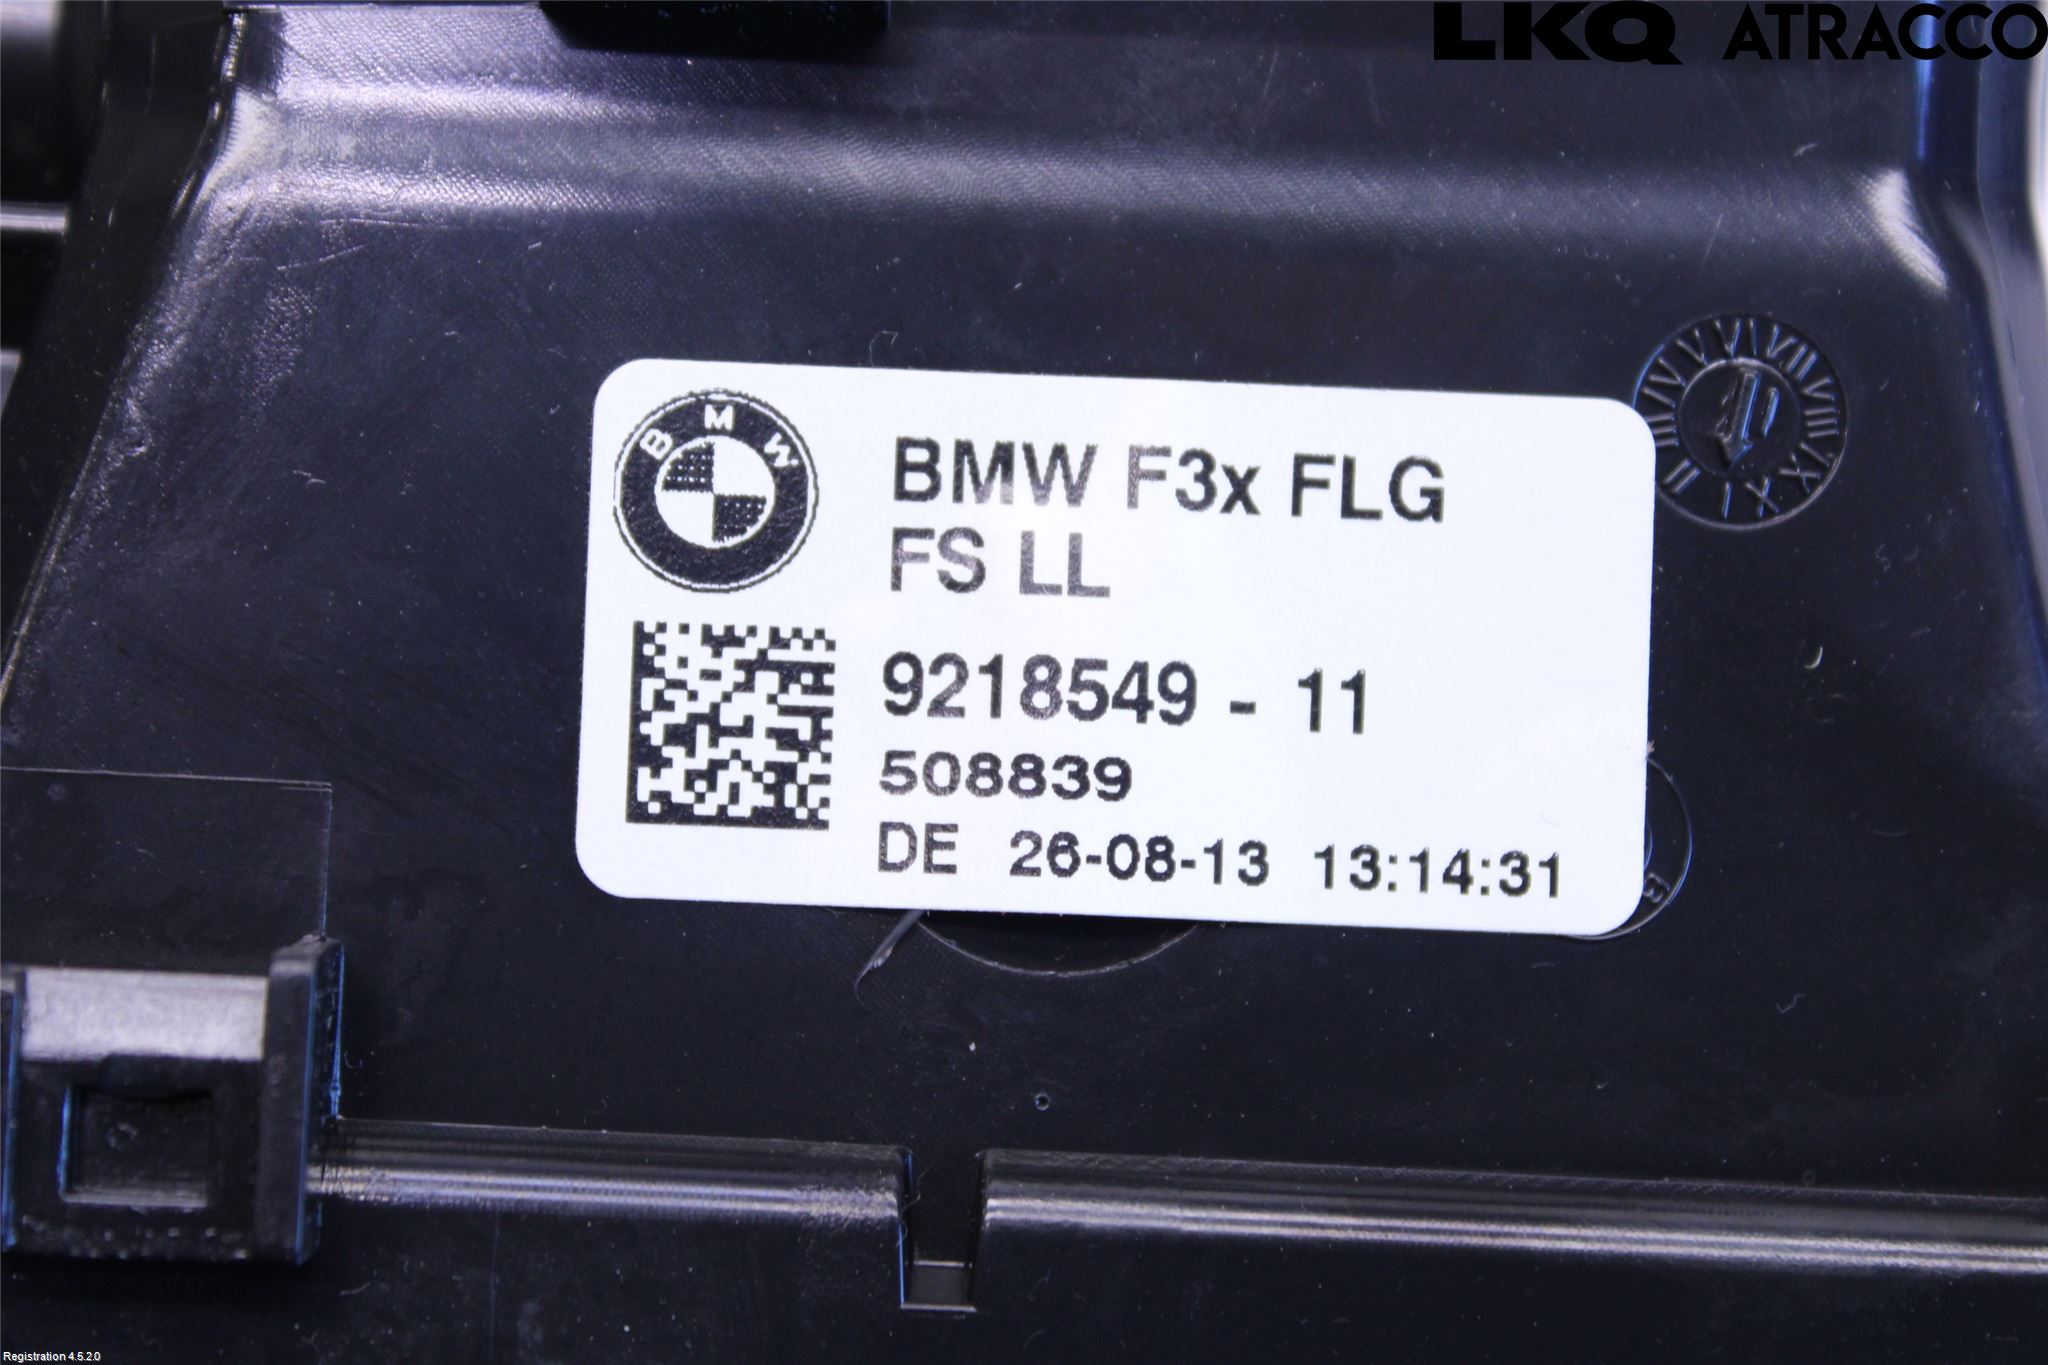 LKQ ATRACCO
BMW
BMW F3x FLG
FS LL
9218549 - 11
508839
DE 26-08-13 13:14:31
Registration 4.5.2.0